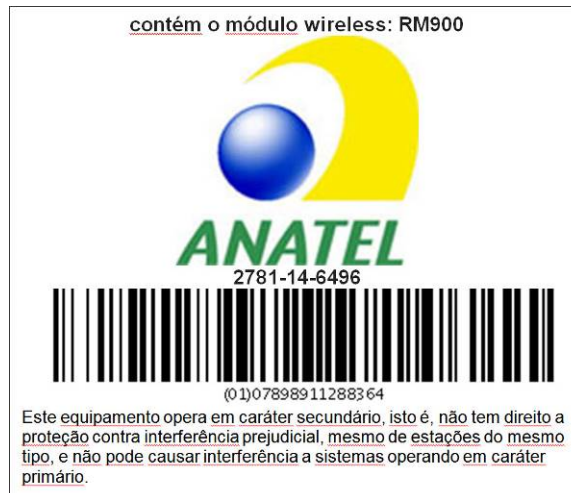 contém o módulo wireless: RM900
ANATEL
2781-14-6496
(01)07898911288364
Este equipamento opera em caráter secundário, isto é, não tem direito a
proteção contra interferência prejudicial, mesmo de estações do mesmo
tipo, e não pode causar interferência a sistemas operando em caráter
primário.